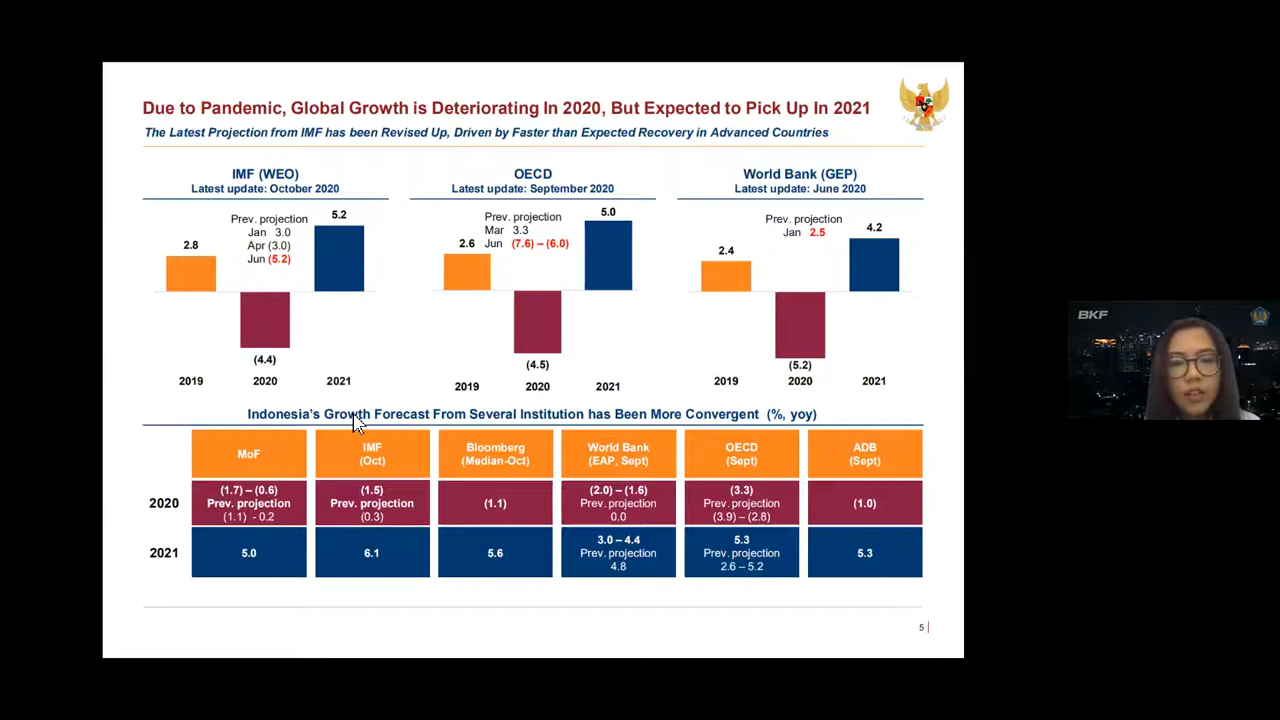 Due to Pandemic, Global Growth is Deteriorating In 2020, But Expected to Pick Up In 2021
The Latest Projection from IMF has been Revised Up, Driven by Faster than Expected Recovery in Advanced Countries
IMF (WEO)
Latest update: October 2020
Prev. projection
Jan 3.0
Apr (3.0)
Jun (5.2)
2.8
(4.4)
5.2
2019 2020 2021
OECD
Latest update: September 2020
Prev. projection
Mar 3.3
Jun (7.6) – (6.0)
2.6
(4.5)
5.0
2019 2020 2021
World Bank (GEP)
Latest update: June 2020
Prev. projection
Jan 2.5
2.4
(5.2)
4.2
2019 2020 2021
Indonesia's Growth Forecast From Several Institution has Been More Convergent (%, yoy)
MoF
IMF
(Oct)
Bloomberg
(Median-Oct)
World Bank
(EAP, Sept)
OECD
(Sept)
ADB
(Sept)
2020
(1.7) – (0.6)
Prev. projection
(1.1) - 0.2
(1.5)
Prev. projection
(0.3)
(1.1)
(2.0) – (1.6)
Prev. projection
0.0
(3.3)
Prev. projection
(3.9) – (2.8)
(1.0)
2021
5.0
6.1
5.6
3.0 – 4.4
Prev. projection
4.8
5.3
Prev. projection
2.6 – 5.2
5.3
5
BKF